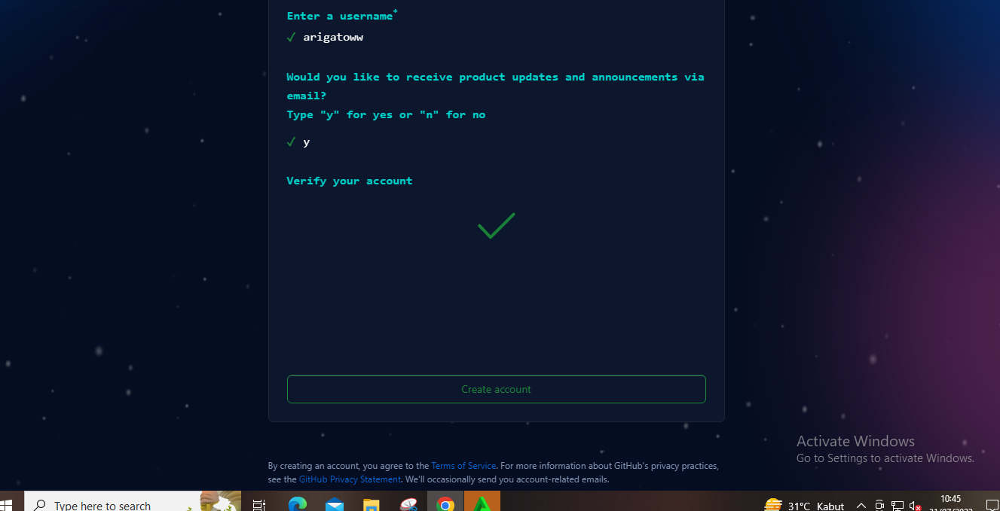 Enter a username*
✓ arigatoww
Would you like to receive product updates and announcements via
email?
Type "y" for yes or "n" for no
✓ y
Verify your account
Create account
By creating an account, you agree to the Terms of Service. For more information about GitHub's privacy practices,
see the GitHub Privacy Statement. We'll occasionally send you account-related emails.
Activate Windows
Go to Settings to activate Windows.
Type here to search
31°C Kabut
10:45